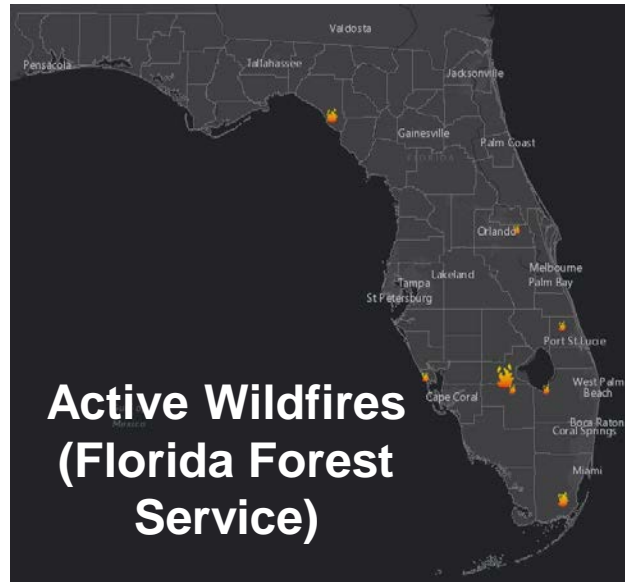 Valdosta
Pensacola
Tallahassee
Jacksonville
Gainesville
Palm Coast
FLORIDA
Orlando
Melbourne
Lakeland
Palm Bay
Tampa
St Petersburg
Port St Lucie
West Palm
Beach
Cape Coral
Boca Raton
Coral Springs
Miami
Mexico
Active Wildfires
(Florida Forest
Service)